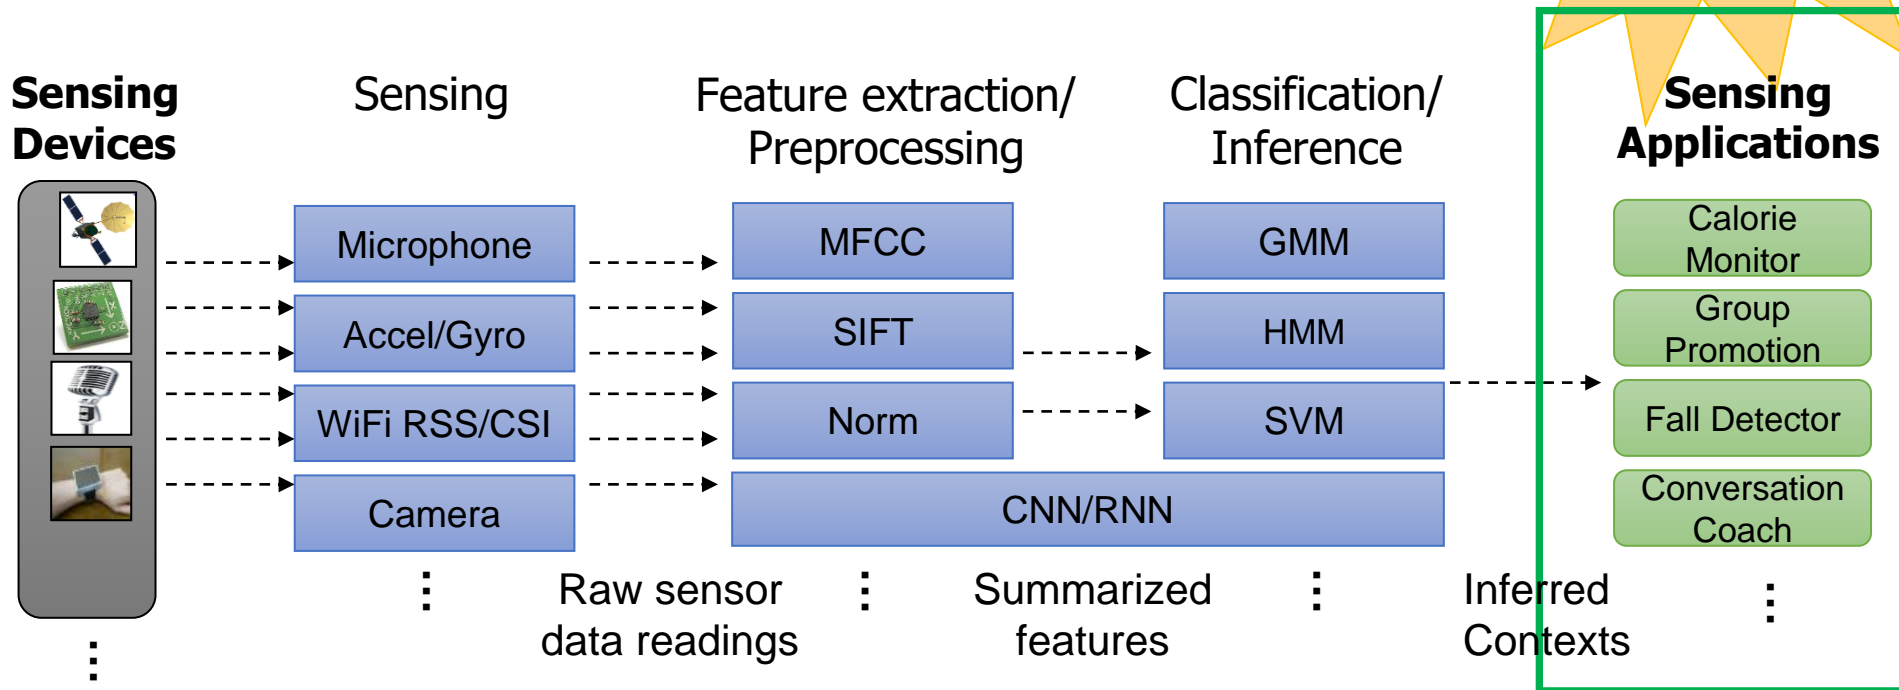 Sensing
Devices
Sensing
Feature extraction/
Preprocessing
Classification/
Inference
Sensing
Applications
Microphone
Accel/Gyro
WiFi RSS/CSI
Camera
MFCC
SIFT
Norm
GMM
HMM
SVM
CNN/RNN
Calorie
Monitor
Group
Promotion
Fall Detector
Conversation
Coach
Raw sensor
data readings
Summarized
features
Inferred
Contexts